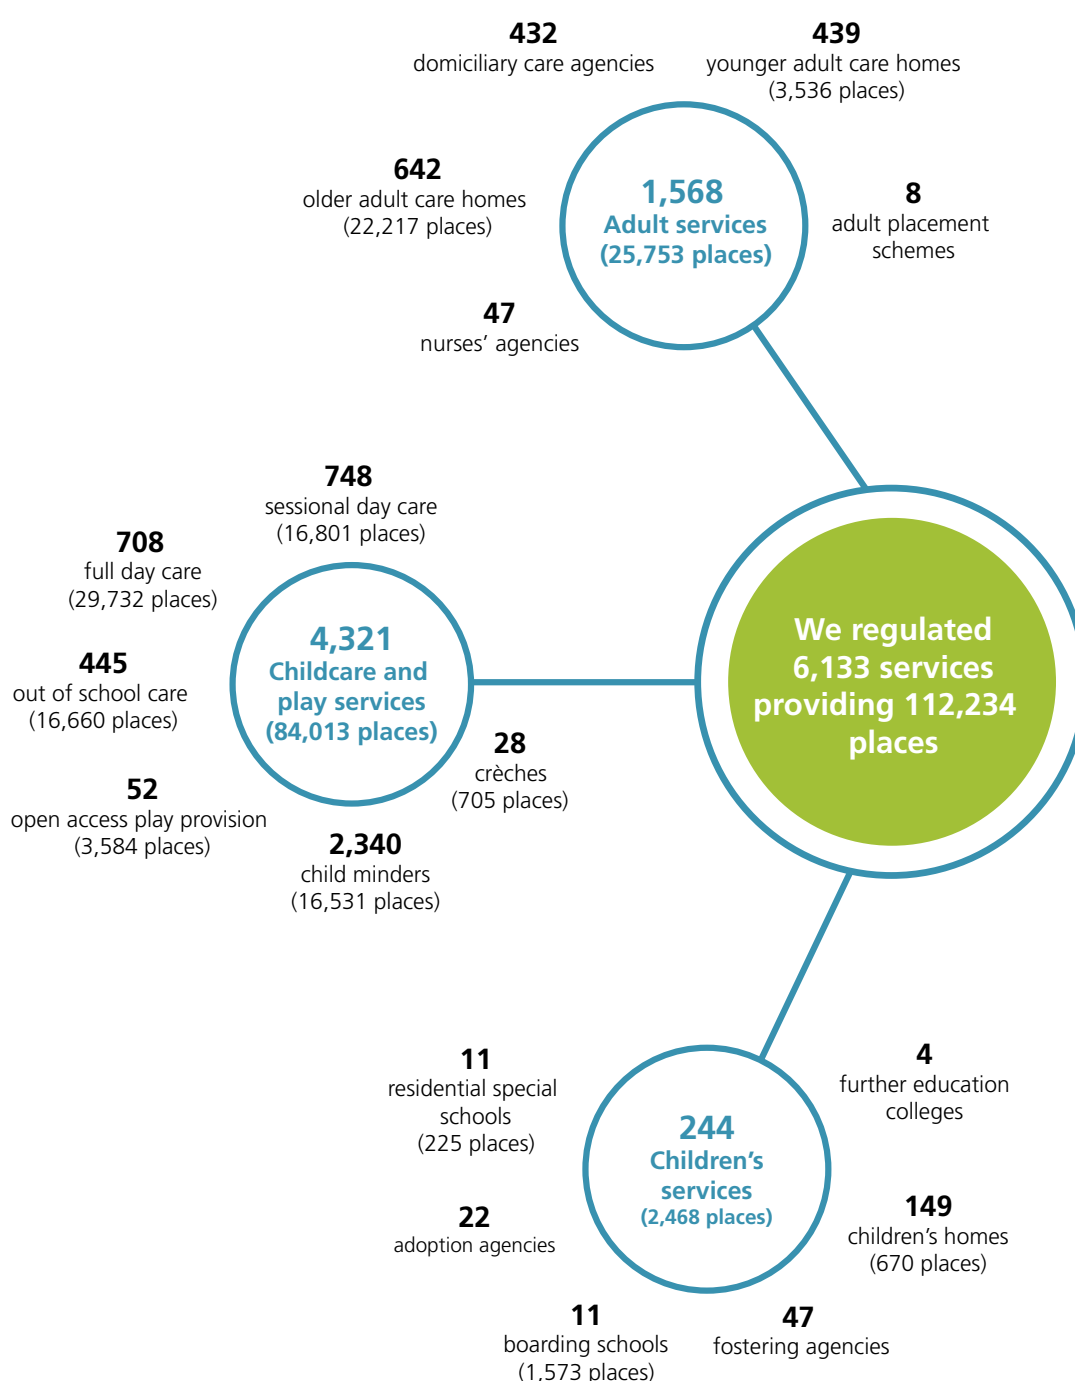 432
domiciliary care agencies
439
younger adult care homes
(3,536 places)
642
older adult care homes
(22,217 places)
1,568
Adult services
(25,753 places)
8
adult placement
schemes
47
nurses’ agencies
748
sessional day care
(16,801 places)
708
full day care
(29,732 places)
4,321
Childcare and
play services
(84,013 places)
445
out of school care
(16,660 places)
28
crèches
(705 places)
52
open access play provision
(3,584 places)
2,340
child minders
(16,531 places)
We regulated
6,133 services
providing 112,234
places
11
residential special
schools
(225 places)
4
further education
colleges
244
Children’s
services
(2,468 places)
22
adoption agencies
149
children’s homes
(670 places)
11
boarding schools
(1,573 places)
47
fostering agencies